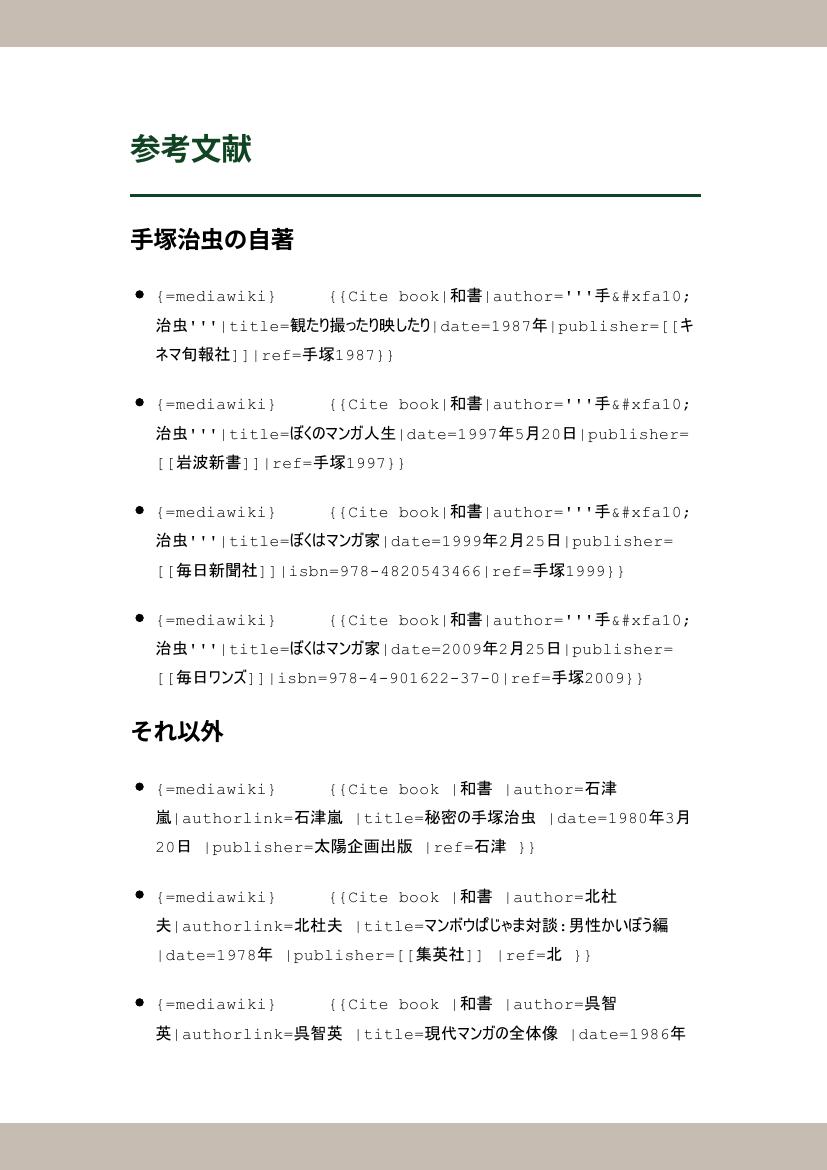 参考文献
手塚治虫の自著
{=mediawiki}     {{Cite book|和書|author='''手&#xfa10;
治虫'''|title=観たり撮ったり映したり|date=1987年|publisher=[[キ
ネマ旬報社]]|ref=手塚1987}}
{=mediawiki}     {{Cite book|和書|author='''手&#xfa10;
治虫'''|title=ぼくのマンガ人生|date=1997年5月20日|publisher=
[[岩波新書]]|ref=手塚1997}}
{=mediawiki}     {{Cite book|和書|author='''手&#xfa10;
治虫'''|title=ぼくはマンガ家|date=1999年2月25日|publisher=
[[毎日新聞社]]|isbn=978-4820543466|ref=手塚1999}}
{=mediawiki}     {{Cite book|和書|author='''手&#xfa10;
治虫'''|title=ぼくはマンガ家|date=2009年2月25日|publisher=
[[毎日ワンズ]]|isbn=978-4-901622-37-0|ref=手塚2009}}
それ以外
{=mediawiki}     {{Cite book |和書 |author=石津
嵐|authorlink=石津嵐 |title=秘密の手塚治虫 |date=1980年3月
20日 |publisher=太陽企画出版 |ref=石津 }}
{=mediawiki}     {{Cite book |和書 |author=北杜
夫|authorlink=北杜夫 |title=マンボウぱじゃま対談:男性かいぼう編
|date=1978年 |publisher=[[集英社]] |ref=北 }}
{=mediawiki}     {{Cite book |和書 |author=呉智
英|authorlink=呉智英 |title=現代マンガの全体像 |date=1986年